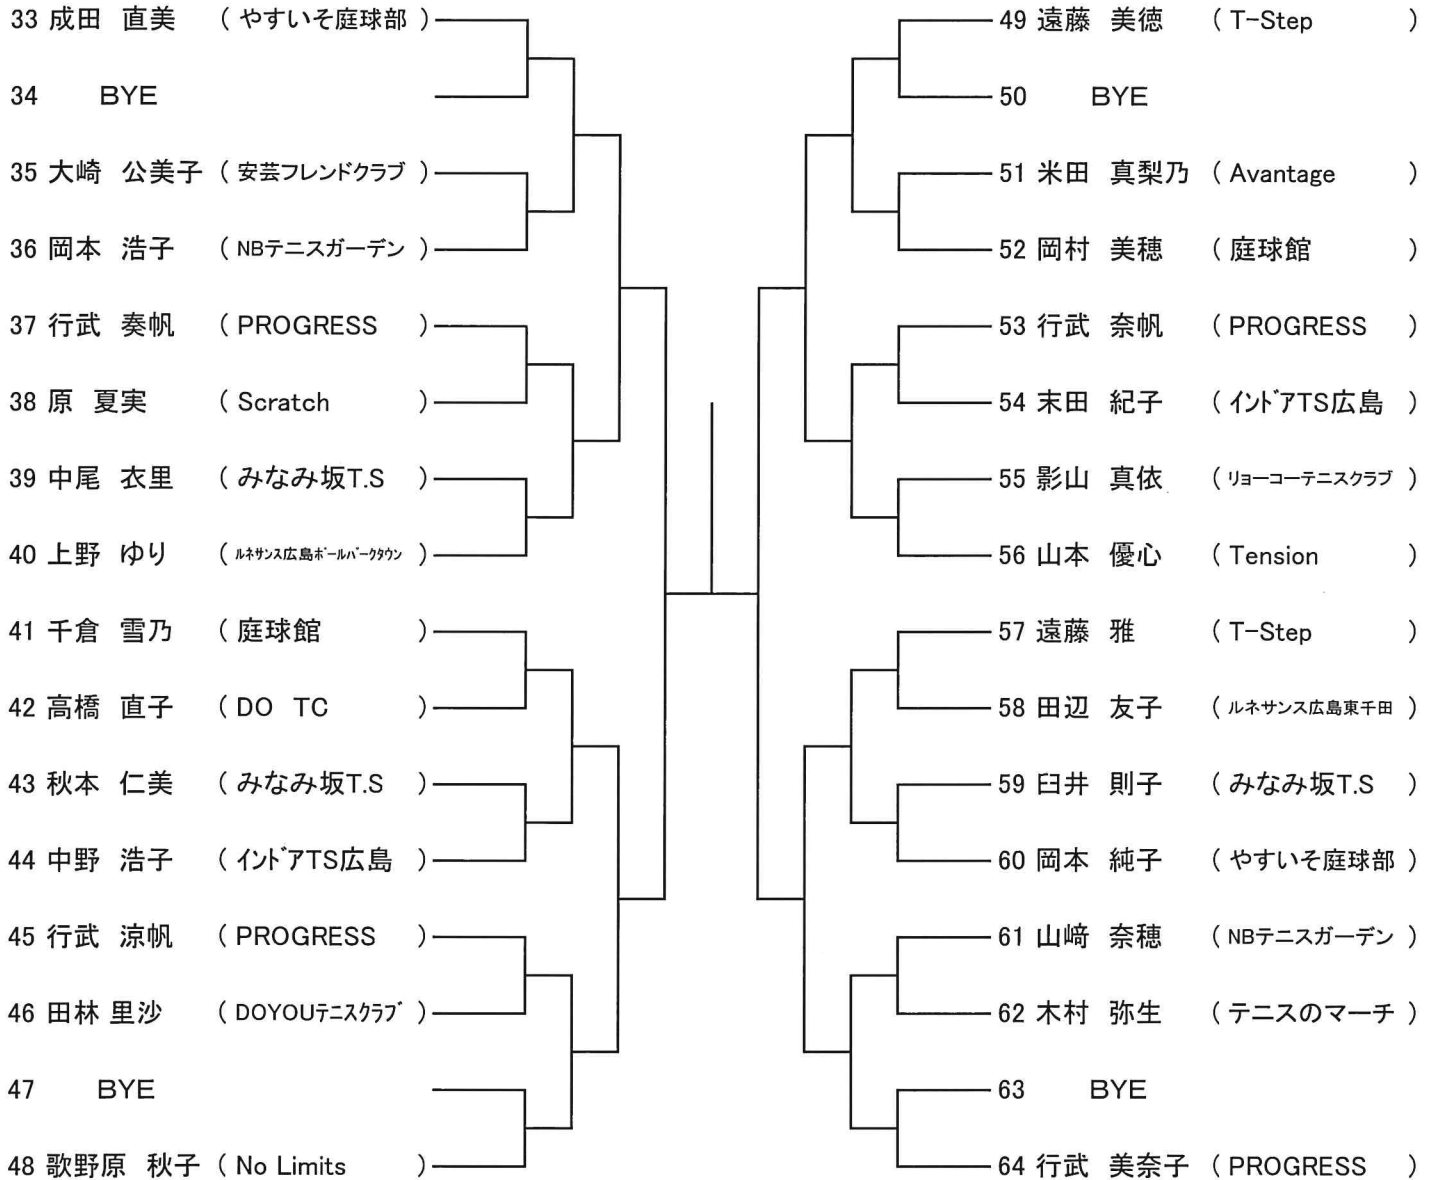 33 成田 直美 ( やすいそ庭球部 )
34 BYE
35 大崎 公美子 ( 安芸フレンドクラブ )
36 岡本 浩子 ( NBテニスガーデン )
37 行武 奏帆 ( PROGRESS )
38 原 夏実 ( Scratch )
39 中尾 衣里 ( みなみ坂T.S )
40 上野 ゆり ( ルネサンス広島ボールパークタウン )
41 千倉 雪乃 ( 庭球館 )
42 高橋 直子 ( DO TC )
43 秋本 仁美 ( みなみ坂T.S )
44 中野 浩子 ( インドアTS広島 )
45 行武 涼帆 ( PROGRESS )
46 田林 里沙 ( DOYOUテニスクラブ )
47 BYE
48 歌野原 秋子 ( No Limits )
49 遠藤 美徳 ( T-Step )
50 BYE
51 米田 真梨乃 ( Avantage )
52 岡村 美穂 ( 庭球館 )
53 行武 奈帆 ( PROGRESS )
54 末田 紀子 ( インドアTS広島 )
55 影山 真依 ( リョーコーテニスクラブ )
56 山本 優心 ( Tension )
57 遠藤 雅 ( T-Step )
58 田辺 友子 ( ルネサンス広島東千田 )
59 臼井 則子 ( みなみ坂T.S )
60 岡本 純子 ( やすいそ庭球部 )
61 山﨑 奈穂 ( NBテニスガーデン )
62 木村 弥生 ( テニスのマーチ )
63 BYE
64 行武 美奈子 ( PROGRESS )